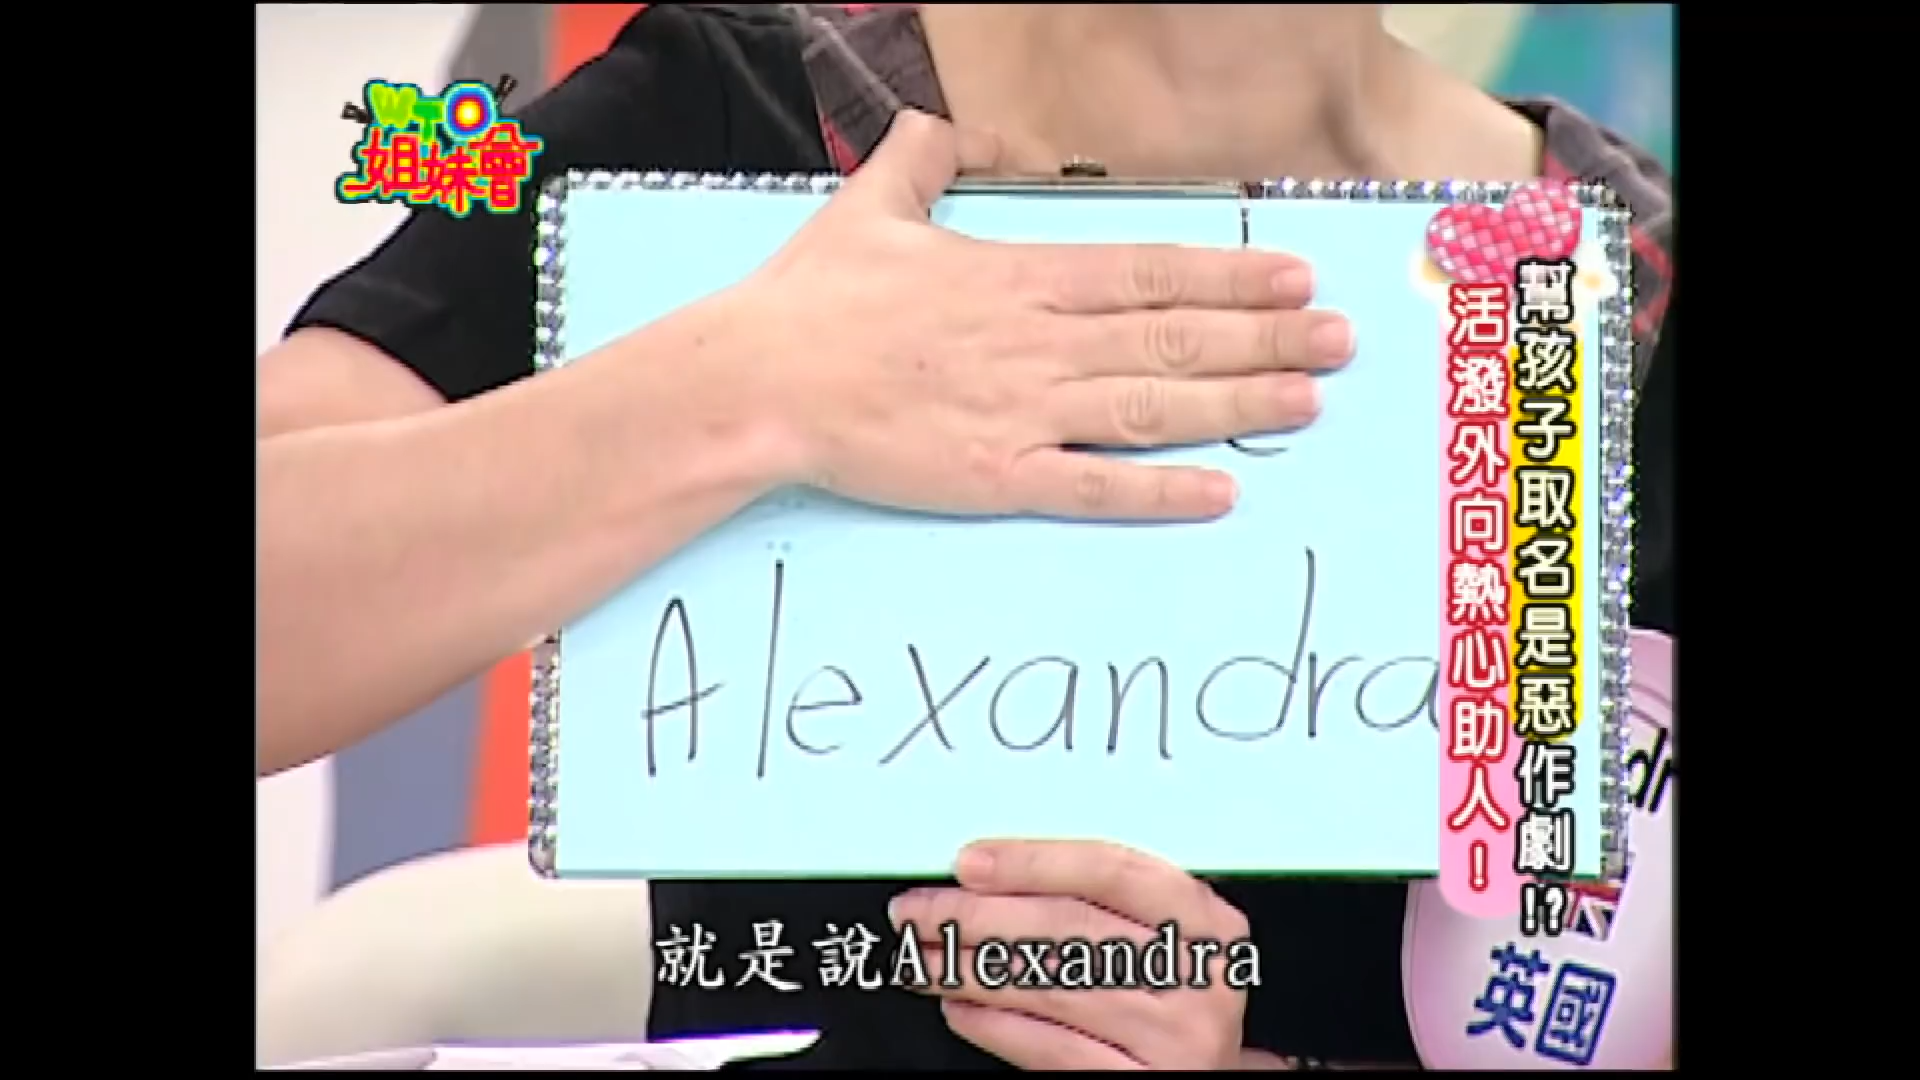 WTO
姐妹會
幫孩子取名是惡作劇!?
活潑外向熱心助人!
Alexandra
就是說Alexandra
英國